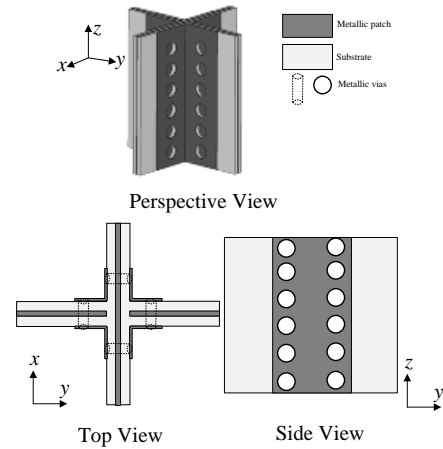 z
x
y
Metallic patch
Substrate
Metallic vias
Perspective View
x
y
z
y
Top View
Side View